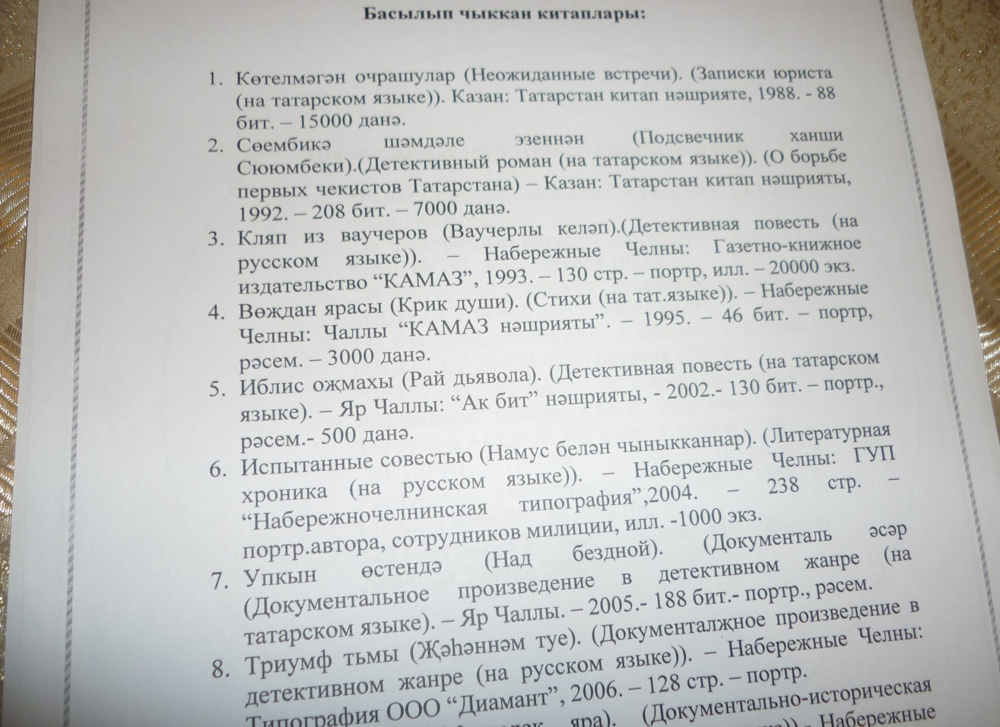 Басылып чыккан китаплары:
1. Көтелмәгән очрашулар (Неожиданные встречи). (Записки юриста
(на татарском языке)). Казан: Татарстан китап нәшрияте, 1988. - 88
бит. – 15000 данә.
2. Сөембикә шәмдәле эзеннән (Подсвечник ханши
Сююмбеки).(Детективный роман (на татарском языке)). (О борьбе
первых чекистов Татарстана) – Казан: Татарстан китап нәшрияты,
1992. – 208 бит. – 7000 данә.
3. Кляп из ваучеров (Ваучерлы келәп).(Детективная повесть (на
русском языке)). – Набережные Челны: Газетно-книжное
издательство “КАМАЗ”, 1993. – 130 стр. – портр, илл. – 20000 экз.
4. Вөждан ярасы (Крик души). (Стихи (на тат.языке)). – Набережные
Челны: Чаллы “КАМАЗ нәшрияты”. – 1995. – 46 бит. – портр,
рәсем. – 3000 данә.
5. Иблис оҗмахы (Рай дьявола). (Детективная повесть (на татарском
языке). – Яр Чаллы: “Ак бит” нәшрияты, - 2002.- 130 бит. – портр.,
рәсем.- 500 данә.
6. Испытанные совестью (Намус белән чыныкканнар). (Литературная
хроника (на русском языке)). – Набережные Челны: ГУП
“Набережночелнинская типография”,2004. – 238 стр. –
портр.автора, сотрудников милиции, илл. -1000 экз.
7. Упкын өстендә (Над бездной). (Документаль әсәр
(Документальное произведение в детективном жанре (на
татарском языке). – Яр Чаллы. – 2005.- 188 бит.- портр., рәсем.
8. Триумф тьмы (Җәһәннәм туе). (Документалҗное произведение в
детективном жанре (на русском языке)). – Набережные Челны:
Типография ООО “Диамант”, 2006. – 128 стр. – портр.
яра). (Документально-историческая
Набережные